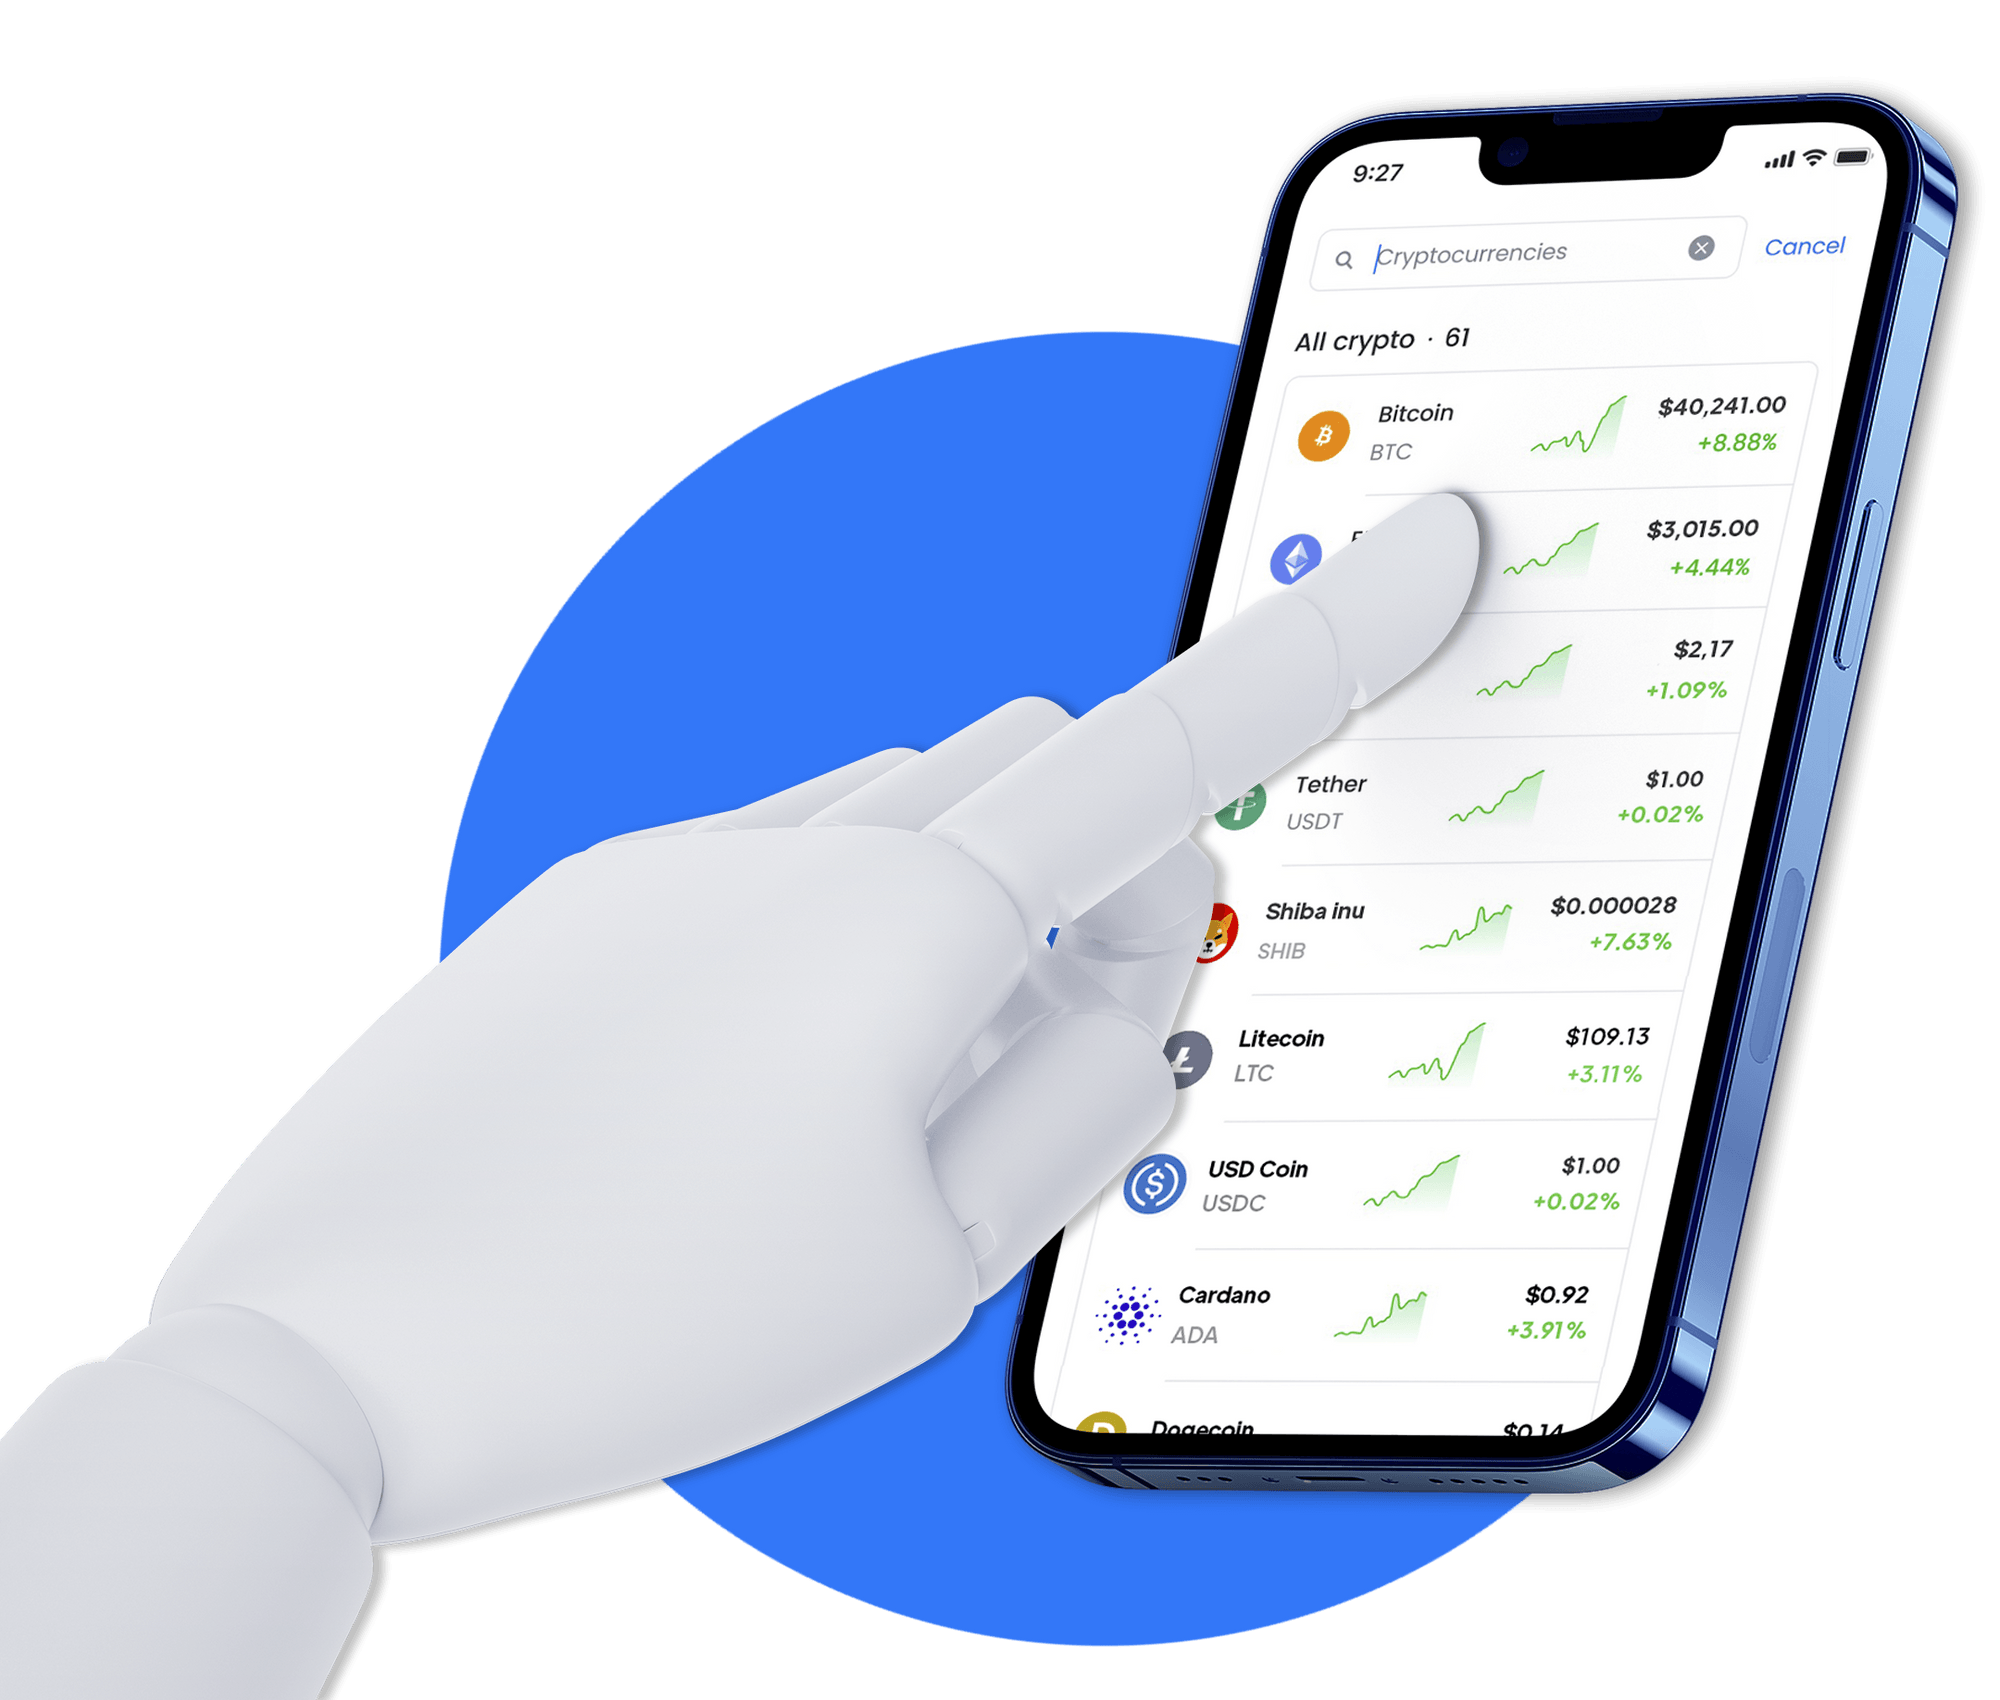 9:27
Cryptocurrencies
Cancel
All crypto · 61
Bitcoin
$40,241.00
BTC
+8.88%
$3,015.00
+4.44%
$2,17
+1.09%
Tether
$1.00
USDT
+0.02%
Shiba inu
$0.000028
SHIB
+7.63%
Litecoin
$109.13
LTC
+3.11%
USD Coin
$1.00
USDC
+0.02%
Cardano
$0.92
ADA
+3.91%
Dogecoin
$0.14